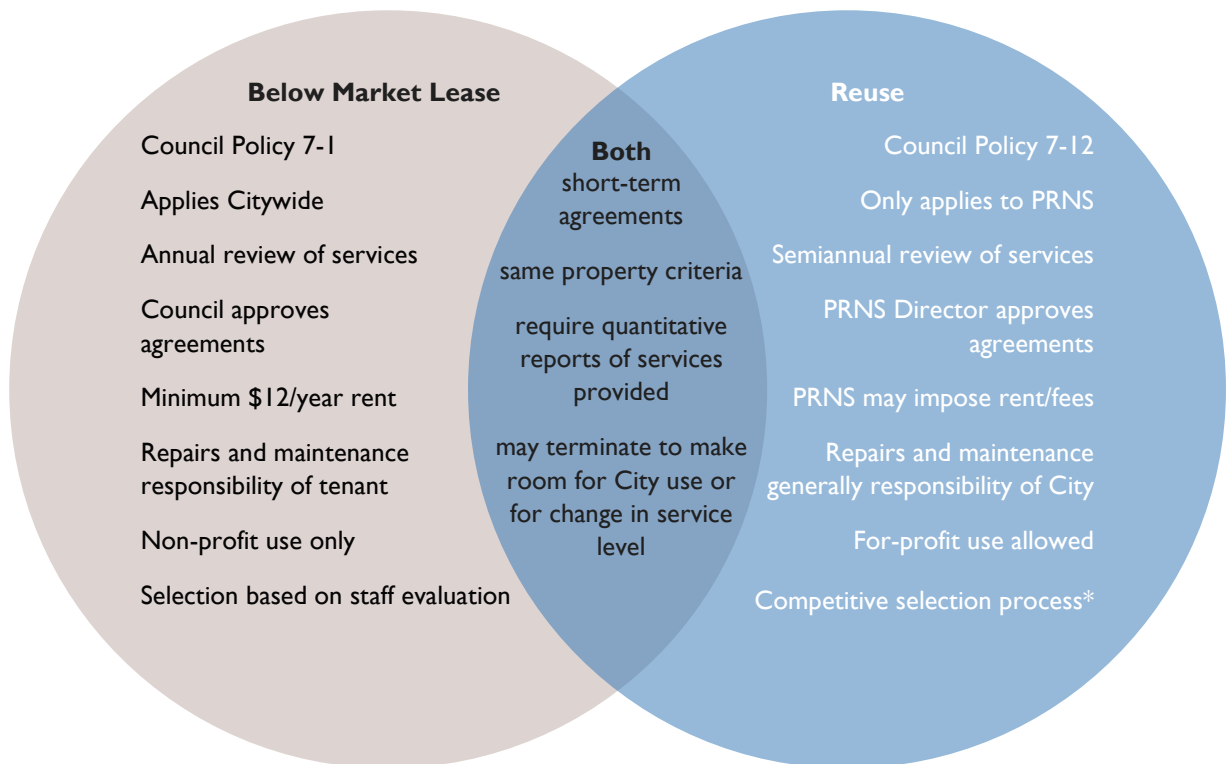 Below Market Lease
Council Policy 7-1
Applies Citywide
Annual review of services
Council approves
agreements
Minimum $12/year rent
Repairs and maintenance
responsibility of tenant
Non-profit use only
Selection based on staff evaluation
Both
short-term
agreements
same property criteria
require quantitative
reports of services
provided
may terminate to make
room for City use or
for change in service
level
Reuse
Council Policy 7-12
Only applies to PRNS
Semiannual review of services
PRNS Director approves
agreements
PRNS may impose rent/fees
Repairs and maintenance
generally responsibility of City
For-profit use allowed
Competitive selection process*